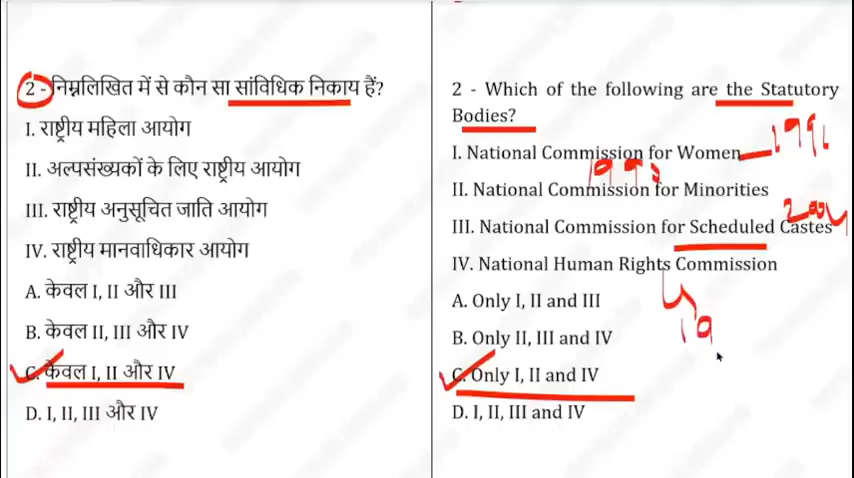 2 - निम्नलिखित में से कौन सा सांविधिक निकाय हैं?
I. राष्ट्रीय महिला आयोग
II. अल्पसंख्यकों के लिए राष्ट्रीय आयोग
III. राष्ट्रीय अनुसूचित जाति आयोग
IV. राष्ट्रीय मानवाधिकार आयोग
A. केवल I, II और III
B. केवल II, III और IV
C. केवल I, II और IV
D. I, II, III और IV
2 - Which of the following are the Statutory
Bodies?
I. National Commission for Women
II. National Commission for Minorities
III. National Commission for Scheduled Castes
2004
IV. National Human Rights Commission
A. Only I, II and III
B. Only II, III and IV
19
C. Only I, II and IV
D. I, II, III and IV